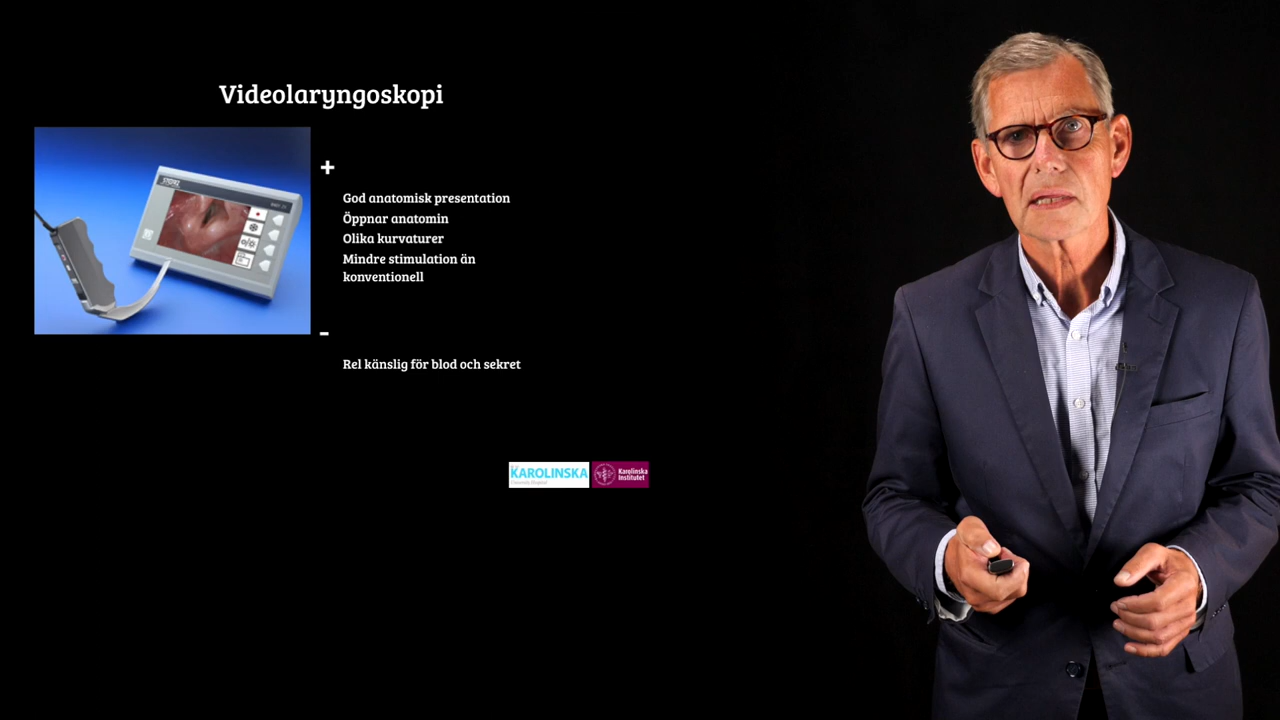 Videolaryngoskopi
STORZ
+
God anatomisk presentation
Öppnar anatomin
Olika kurvaturer
Mindre stimulation än
konventionell
-
Rel känslig för blod och sekret
KAROLINSKA
Karolinska
Institutet